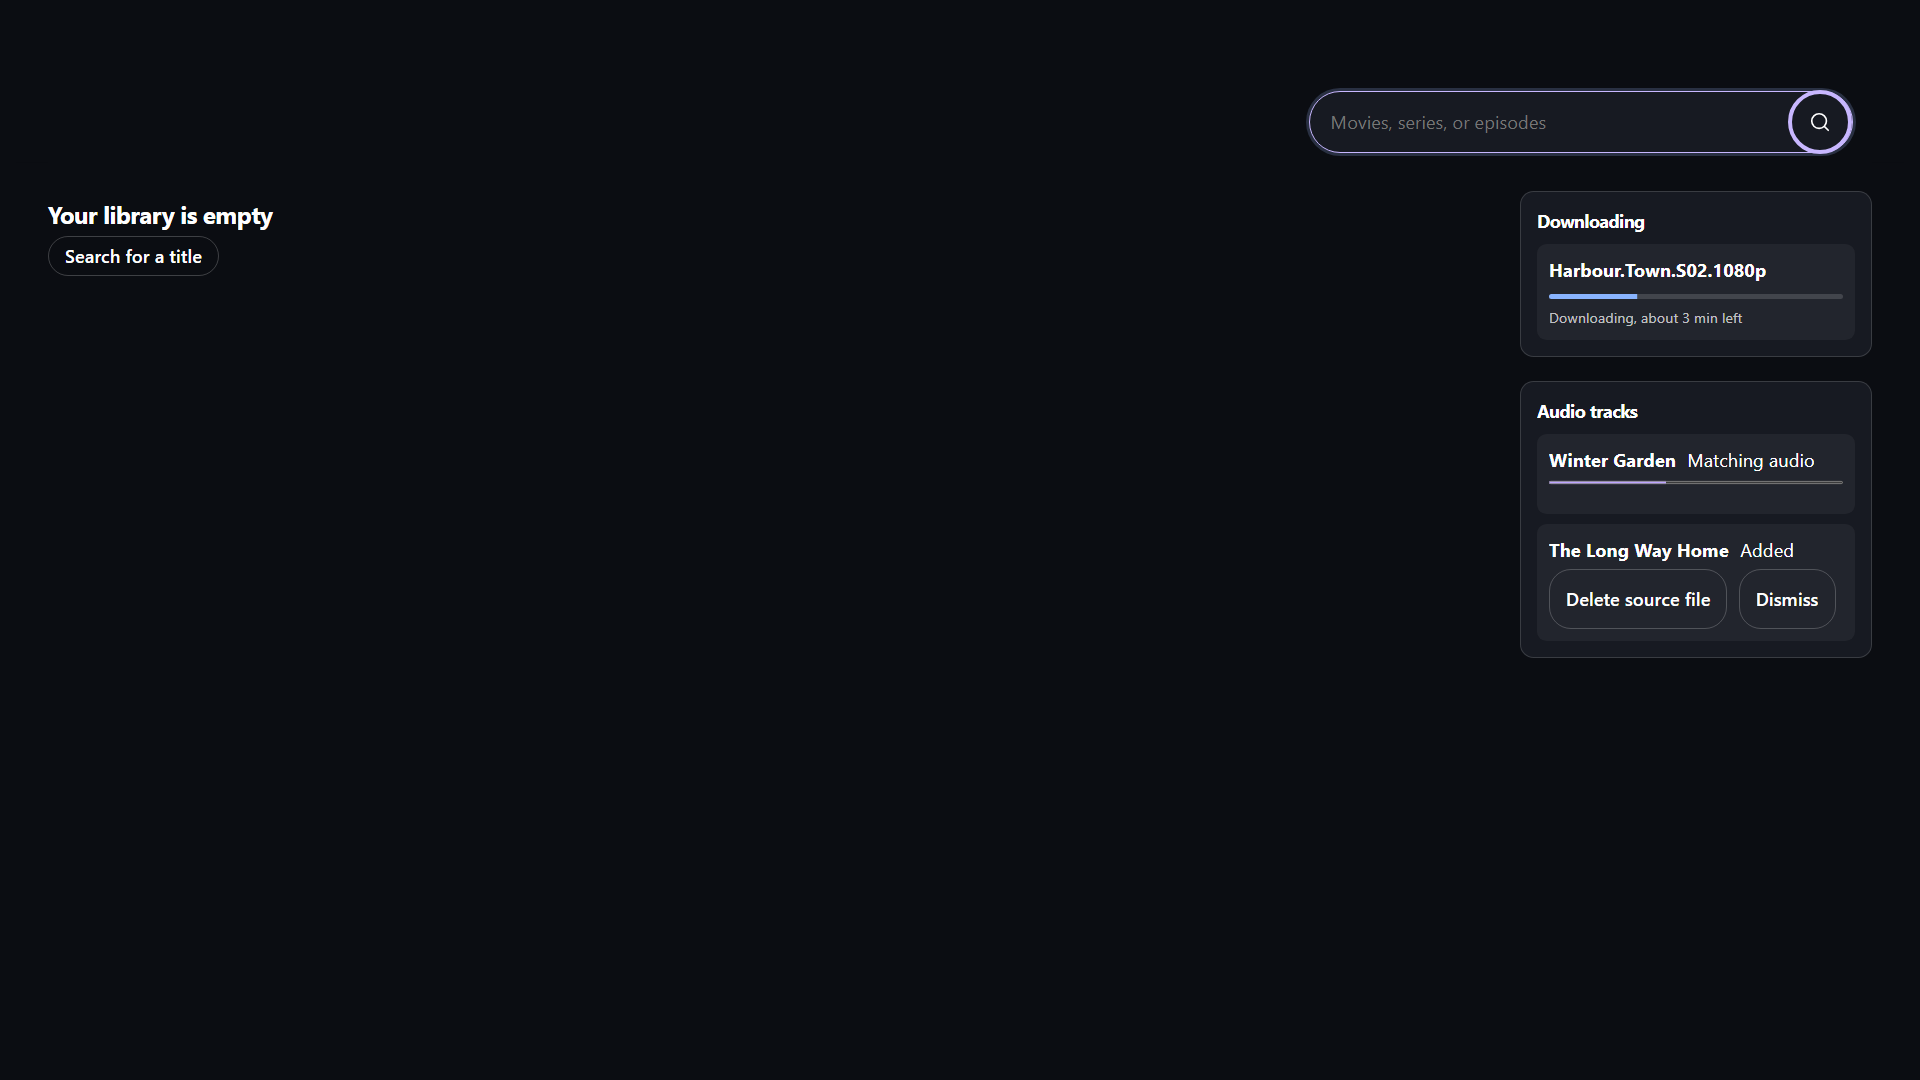 Movies, series, or episodes
Your library is empty
Search for a title
Downloading
Harbour.Town.S02.1080p
Downloading, about 3 min left
Audio tracks
Winter Garden Matching audio
The Long Way Home Added
Delete source file Dismiss